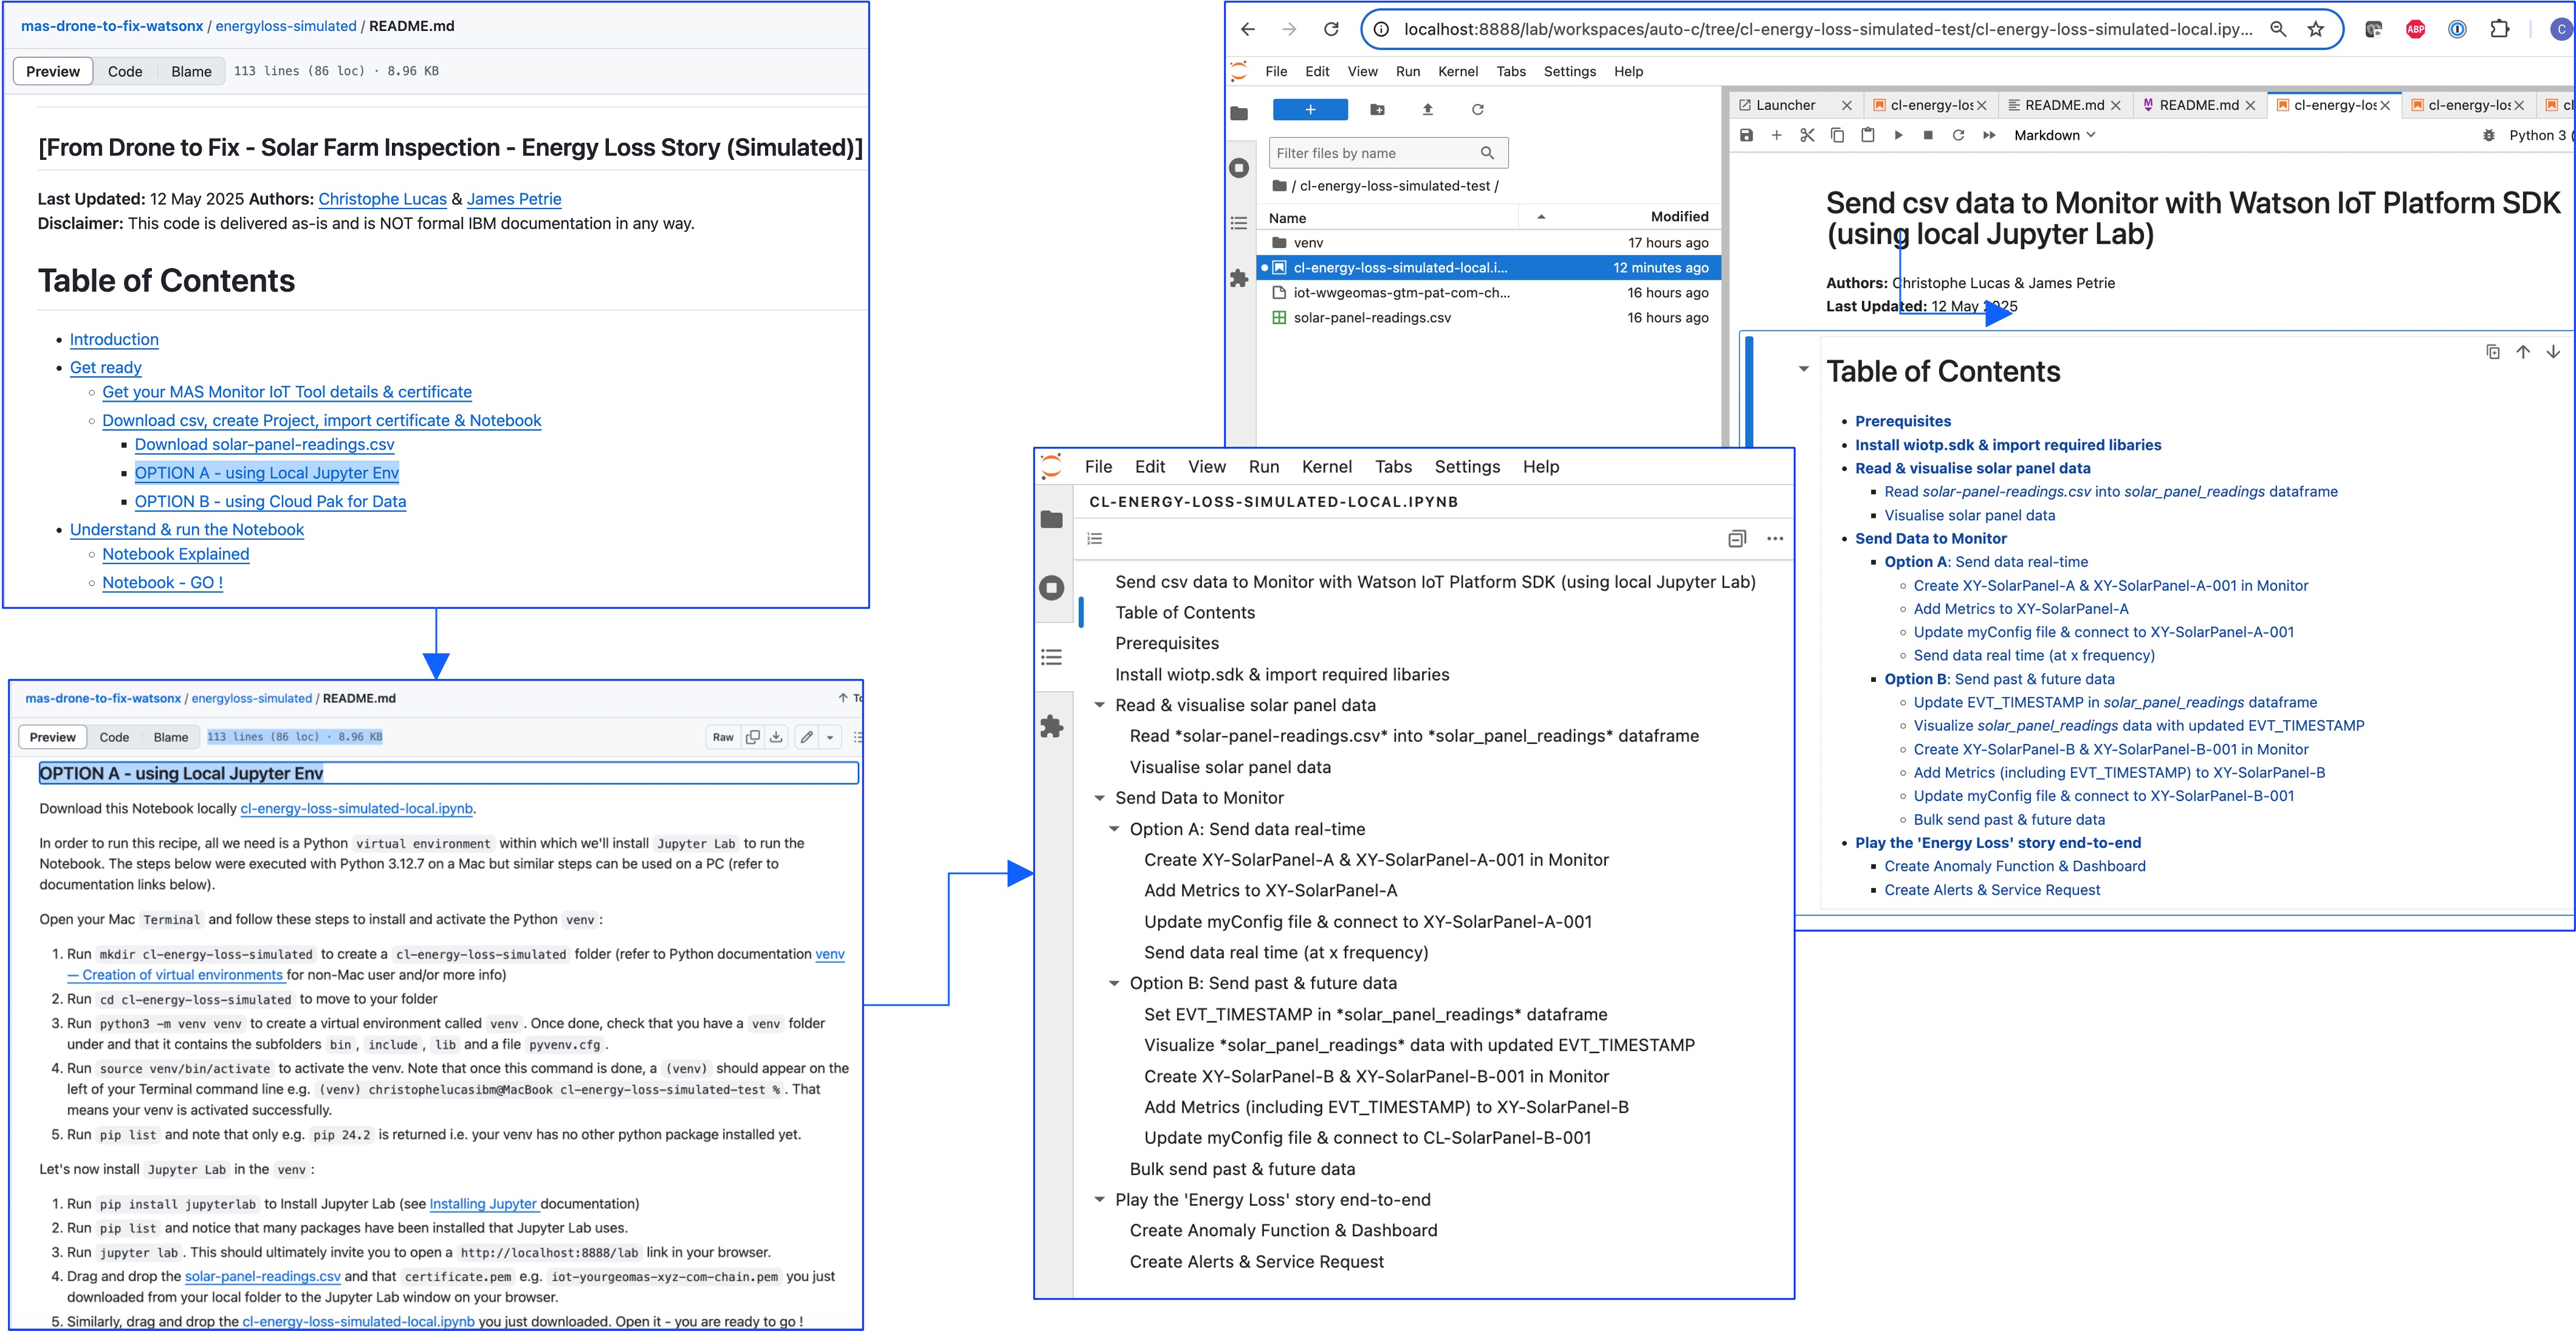 mas-drone-to-fix-watsonx / energyloss-simulated / README.md
Preview Code Blame 113 lines (86 loc) · 8.96 KB
[From Drone to Fix - Solar Farm Inspection - Energy Loss Story (Simulated)]
Last Updated: 12 May 2025 Authors: Christophe Lucas & James Petrie
Disclaimer: This code is delivered as-is and is NOT formal IBM documentation in any way.
Table of Contents
Introduction
Get ready
Get your MAS Monitor IoT Tool details & certificate
Download csv, create Project, import certificate & Notebook
Download solar-panel-readings.csv
OPTION A - using Local Jupyter Env
OPTION B - using Cloud Pak for Data
Understand & run the Notebook
Notebook Explained
Notebook - GO !
mas-drone-to-fix-watsonx / energyloss-simulated / README.md
Preview Code Blame 113 lines (86 loc) · 8.96 KB Raw
OPTION A - using Local Jupyter Env
Download this Notebook locally cl-energy-loss-simulated-local.ipynb.
In order to run this recipe, all we need is a Python virtual environment within which we'll install Jupyter Lab to run the
Notebook. The steps below were executed with Python 3.12.7 on a Mac but similar steps can be used on a PC (refer to
documentation links below).
Open your Mac Terminal and follow these steps to install and activate the Python venv :
1. Run mkdir cl-energy-loss-simulated to create a cl-energy-loss-simulated folder (refer to Python documentation venv
— Creation of virtual environments for non-Mac user and/or more info)
2. Run cd cl-energy-loss-simulated to move to your folder
3. Run python3 -m venv venv to create a virtual environment called venv . Once done, check that you have a venv folder
under and that it contains the subfolders bin , include , lib and a file pyvenv.cfg .
4. Run source venv/bin/activate to activate the venv. Note that once this command is done, a (venv) should appear on the
left of your Terminal command line e.g. (venv) christophelucasibm@MacBook cl-energy-loss-simulated-test % . That
means your venv is activated successfully.
5. Run pip list and note that only e.g. pip 24.2 is returned i.e. your venv has no other python package installed yet.
Let's now install Jupyter Lab in the venv :
1. Run pip install jupyterlab to Install Jupyter Lab (see Installing Jupyter documentation)
2. Run pip list and notice that many packages have been installed that Jupyter Lab uses.
3. Run jupyter lab . This should ultimately invite you to open a http://localhost:8888/lab link in your browser.
4. Drag and drop the solar-panel-readings.csv and that certificate.pem e.g. iot-yourgeomas-xyz-com-chain.pem you just
downloaded from your local folder to the Jupyter Lab window on your browser.
5. Similarly, drag and drop the cl-energy-loss-simulated-local.ipynb you just downloaded. Open it - you are ready to go !
localhost:8888/lab/workspaces/auto-c/tree/cl-energy-loss-simulated-test/cl-energy-loss-simulated-local.ipy...
ABP
C
File Edit View Run Kernel Tabs Settings Help
Filter files by name
/ cl-energy-loss-simulated-test /
Name Modified
venv 17 hours ago
cl-energy-loss-simulated-local.i... 12 minutes ago
iot-wwgeomas-gtm-pat-com-ch... 16 hours ago
solar-panel-readings.csv 16 hours ago
Launcher cl-energy-los README.md README.md cl-energy-los cl-energy-los
Markdown Python 3
Send csv data to Monitor with Watson IoT Platform SDK
(using local Jupyter Lab)
Authors: Christophe Lucas & James Petrie
Last Updated: 12 May 2025
Table of Contents
Prerequisites
Install wiotp.sdk & import required libaries
Read & visualise solar panel data
Read solar-panel-readings.csv into solar_panel_readings dataframe
Visualise solar panel data
Send Data to Monitor
Option A: Send data real-time
Create XY-SolarPanel-A & XY-SolarPanel-A-001 in Monitor
Add Metrics to XY-SolarPanel-A
Update myConfig file & connect to XY-SolarPanel-A-001
Send data real time (at x frequency)
Option B: Send past & future data
Update EVT_TIMESTAMP in solar_panel_readings dataframe
Visualize solar_panel_readings data with updated EVT_TIMESTAMP
Create XY-SolarPanel-B & XY-SolarPanel-B-001 in Monitor
Add Metrics (including EVT_TIMESTAMP) to XY-SolarPanel-B
Update myConfig file & connect to XY-SolarPanel-B-001
Bulk send past & future data
Play the 'Energy Loss' story end-to-end
Create Anomaly Function & Dashboard
Create Alerts & Service Request
File Edit View Run Kernel Tabs Settings Help
CL-ENERGY-LOSS-SIMULATED-LOCAL.IPYNB
Send csv data to Monitor with Watson IoT Platform SDK (using local Jupyter Lab)
Table of Contents
Prerequisites
Install wiotp.sdk & import required libaries
Read & visualise solar panel data
Read *solar-panel-readings.csv* into *solar_panel_readings* dataframe
Visualise solar panel data
Send Data to Monitor
Option A: Send data real-time
Create XY-SolarPanel-A & XY-SolarPanel-A-001 in Monitor
Add Metrics to XY-SolarPanel-A
Update myConfig file & connect to XY-SolarPanel-A-001
Send data real time (at x frequency)
Option B: Send past & future data
Set EVT_TIMESTAMP in *solar_panel_readings* dataframe
Visualize *solar_panel_readings* data with updated EVT_TIMESTAMP
Create XY-SolarPanel-B & XY-SolarPanel-B-001 in Monitor
Add Metrics (including EVT_TIMESTAMP) to XY-SolarPanel-B
Update myConfig file & connect to CL-SolarPanel-B-001
Bulk send past & future data
Play the 'Energy Loss' story end-to-end
Create Anomaly Function & Dashboard
Create Alerts & Service Request